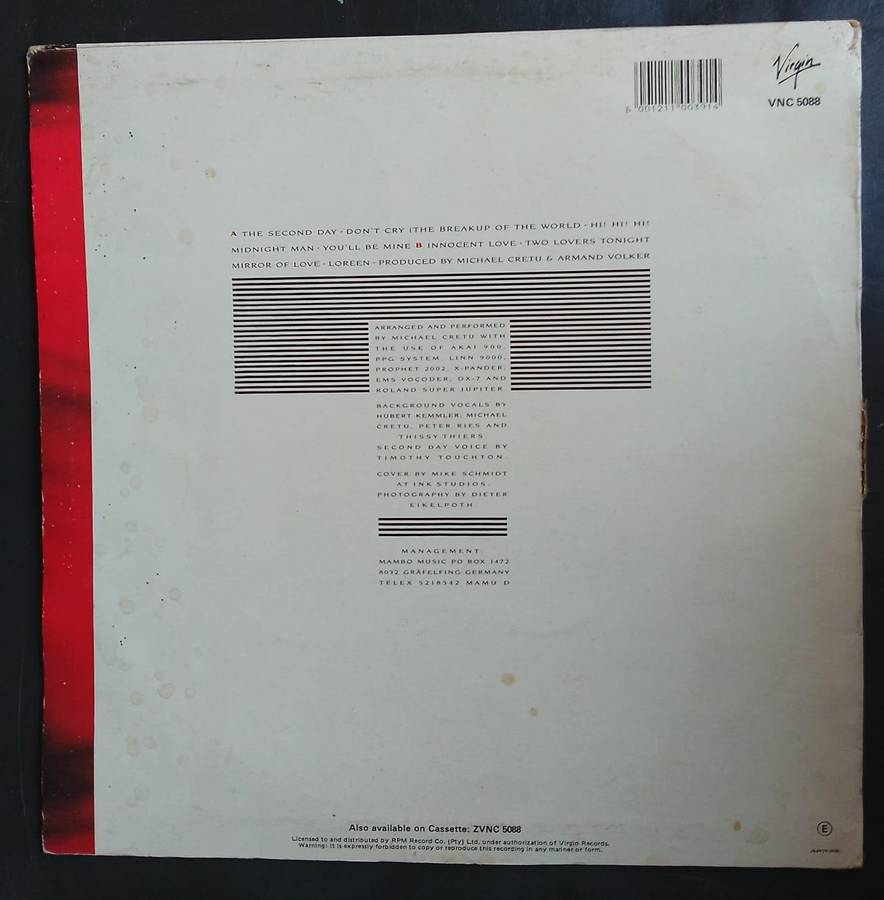 Virgin
VNC 5088
6 001211 003914
A THE SECOND DAY · DON'T CRY (THE BREAKUP OF THE WORLD · HI! HI! HI!
MIDNIGHT MAN · YOU'LL BE MINE B INNOCENT LOVE · TWO LOVERS TONIGHT
MIRROR OF LOVE · LOREEN · PRODUCED BY MICHAEL CRETU & ARMAND VOLKER
ARRANGED AND PERFORMED
BY MICHAEL CRETU WITH
THE USE OF AKAI 900,
PPG SYSTEM, LINN 9000,
PROPHET 2002, X-PANDER,
EMS VOCODER, DX-7 AND
ROLAND SUPER JUPITER
BACKGROUND VOCALS BY
HUBERT KEMMLER, MICHAEL
CRETU, PETER RIES AND
THISSY THIERS
SECOND DAY VOICE BY
TIMOTHY TOUCHTON
COVER BY MIKE SCHMIDT
AT INK STUDIOS
PHOTOGRAPHY BY DIETER
EIKELPOTH
MANAGEMENT:
MAMBO MUSIC PO BOX 1472
8032 GRÄFELFING GERMANY
TELEX 5218542 MAMU D
Also available on Cassette: ZVNC 5088
Licensed to and distributed by RPM Record Co. (Pty) Ltd. under authorization of Virgin Records.
Warning: It is expressly forbidden to copy or reproduce this recording in any manner or form.
E